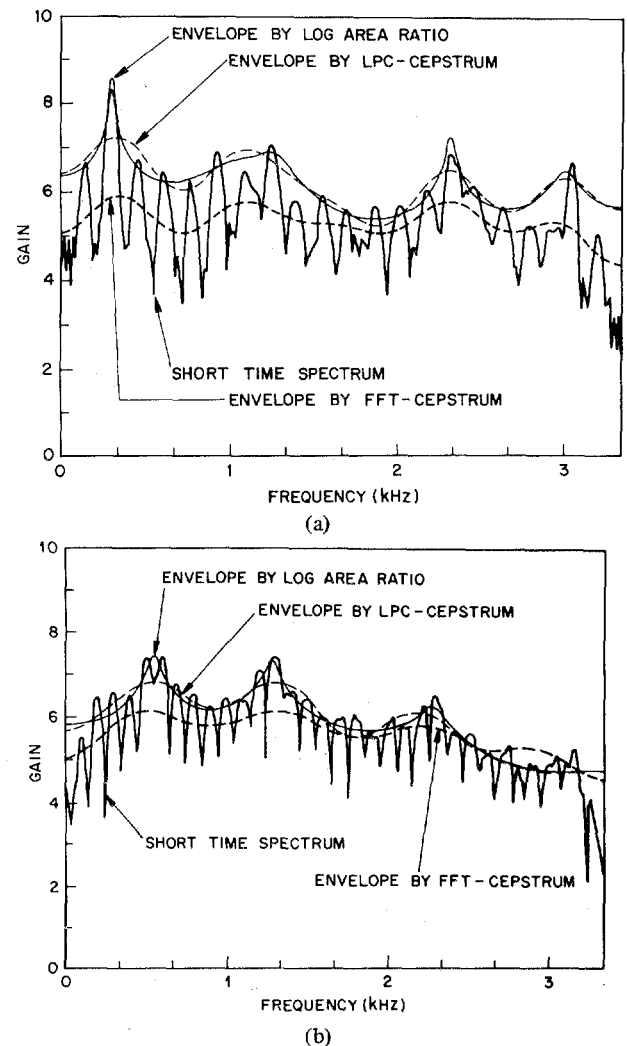 10
ENVELOPE BY LOG AREA RATIO
ENVELOPE BY LPC-CEPSTRUM
8
6
GAIN
4
SHORT TIME SPECTRUM
2
ENVELOPE BY FFT-CEPSTRUM
0
0 1 2 3
FREQUENCY (kHz)
(a)
10
ENVELOPE BY LOG AREA RATIO
ENVELOPE BY LPC-CEPSTRUM
8
6
GAIN
4
SHORT TIME SPECTRUM
ENVELOPE BY FFT-CEPSTRUM
2
0
0 1 2 3
FREQUENCY (kHz)
(b)